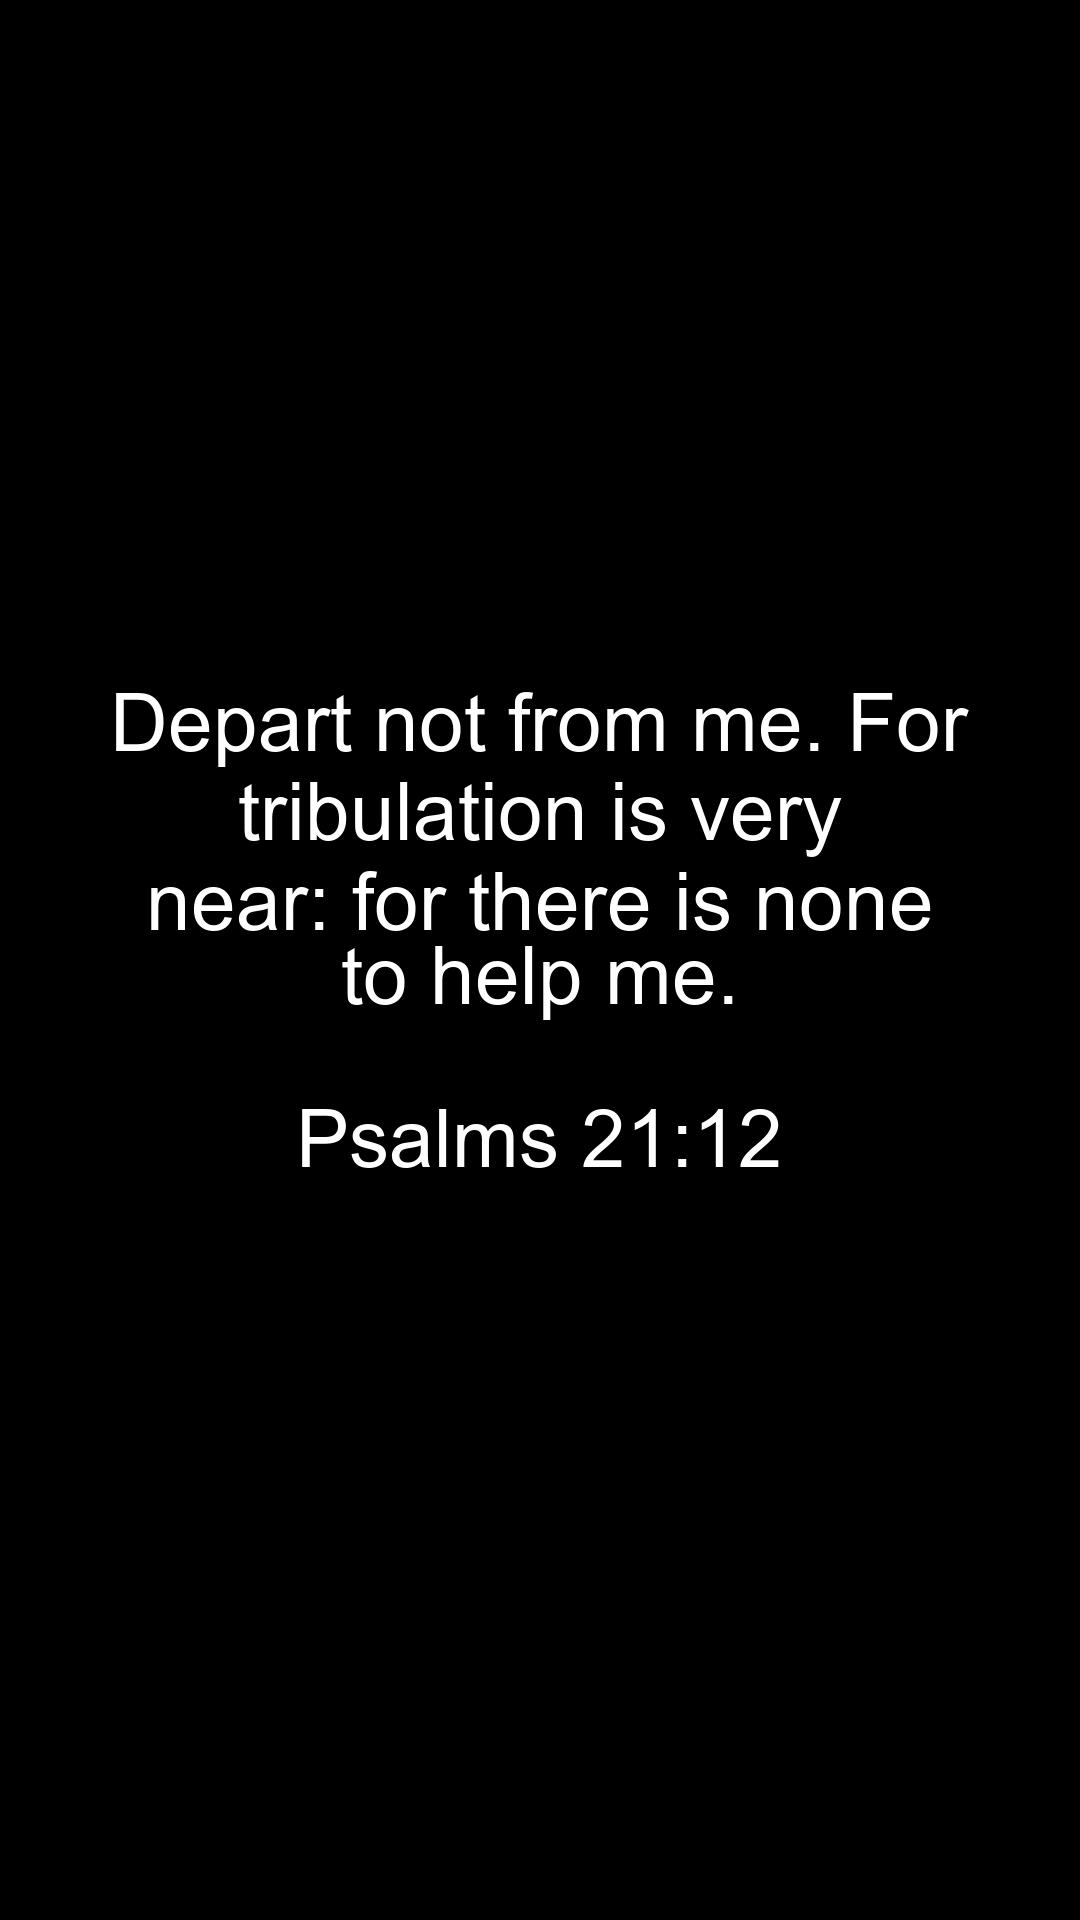 Depart not from me. For
tribulation is very
near: for there is none
to help me.
Psalms 21:12